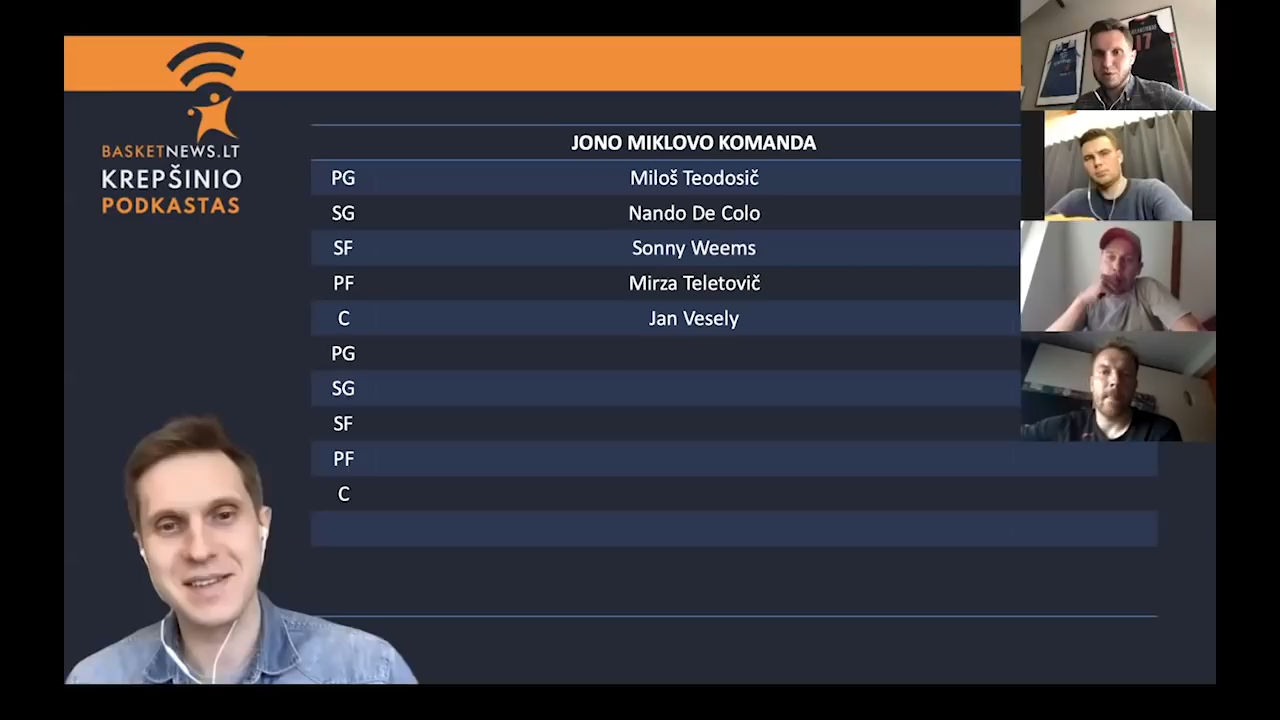 BASKETNEWS.LT
KREPŠINIO
PODKASTAS
JONO MIKLOVO KOMANDA
PG Miloš Teodosič
SG Nando De Colo
SF Sonny Weems
PF Mirza Teletovič
C Jan Vesely
PG
SG
SF
PF
C
17